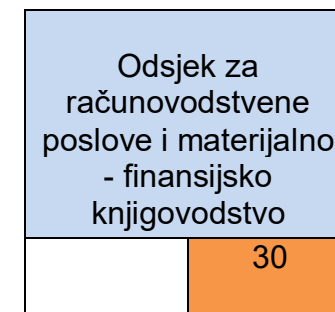 Odsjek za
računovodstvene
poslove i materijalno
- finansijsko
knjigovodstvo
30